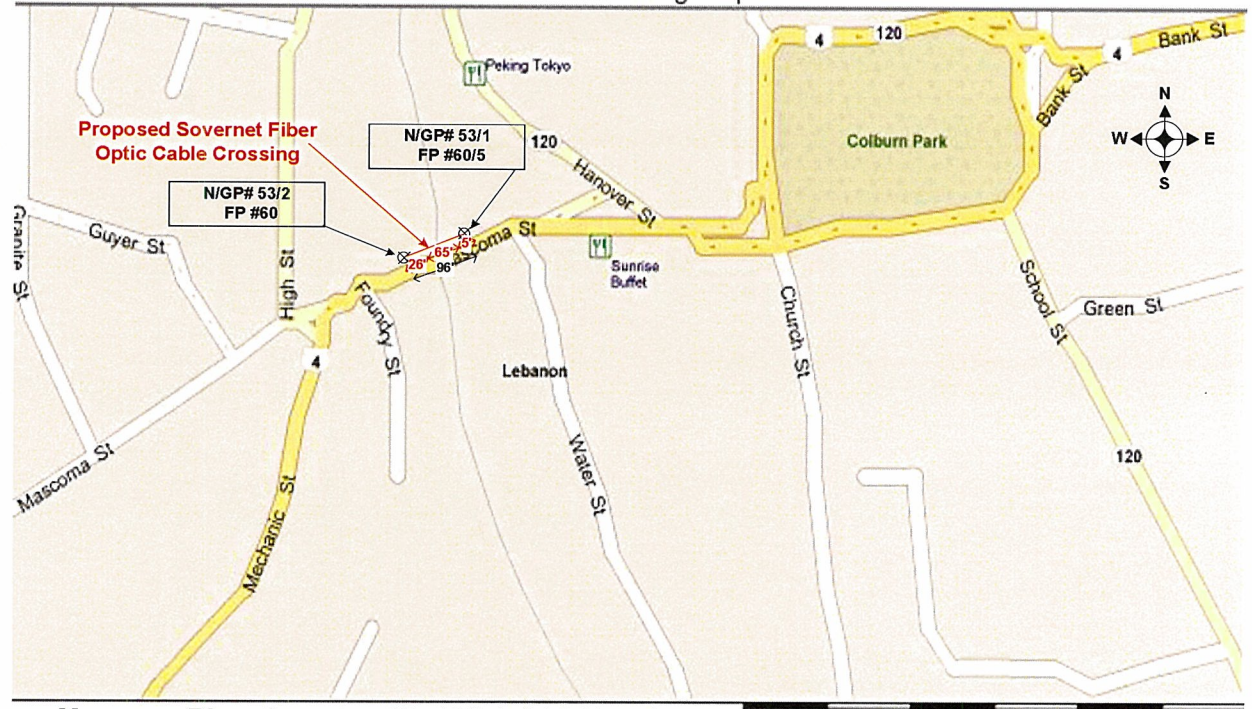 4
120
4
Bank St
Peking Tokyo
Bank St
N
W
E
S
Proposed Sovernet Fiber
Optic Cable Crossing
N/GP# 53/1
FP #60/5
120
Colburn Park
Hanover St
N/GP# 53/2
FP #60
Granite St
Guyer St
High St
26'
65'
5'
96'
ascoma St
Sunrise
Buffet
Foundry St
4
Church St
School St
Green St
Lebanon
Mascoma St
Mechanic St
Water St
120